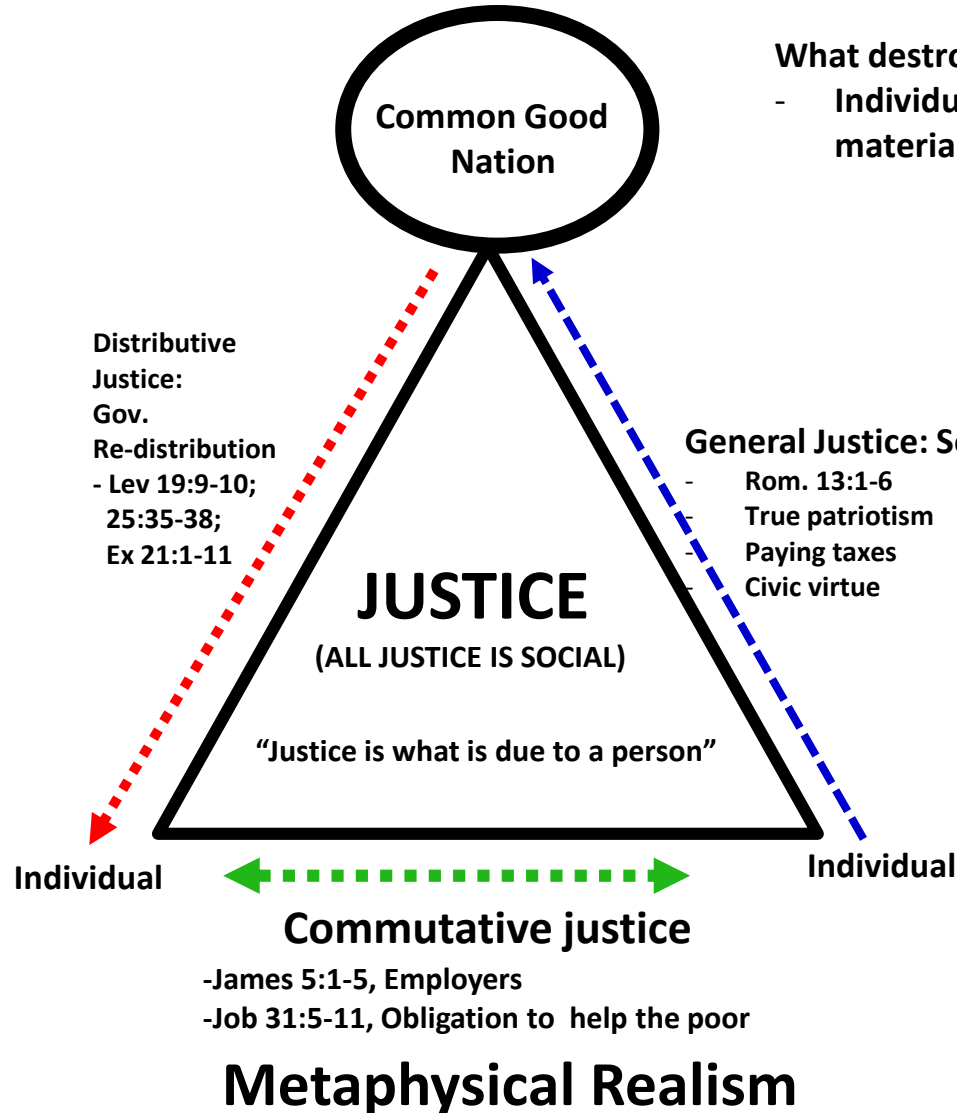 What
- Individu
materia
Common Good
Nation
Distributive
Justice:
Gov.
Re-distribution
- Lev 19:9-10;
25:35-38;
Ex 21:1-11
General Justice:
- Rom. 13:1-6
- True patriotism
- Paying taxes
- Civic virtue
JUSTICE
(ALL JUSTICE IS SOCIAL)
“Justice is what is due to a person”
Individual
Individual
Commutative justice
-James 5:1-5, Employers
-Job 31:5-11, Obligation to help the poor
Metaphysical Realism